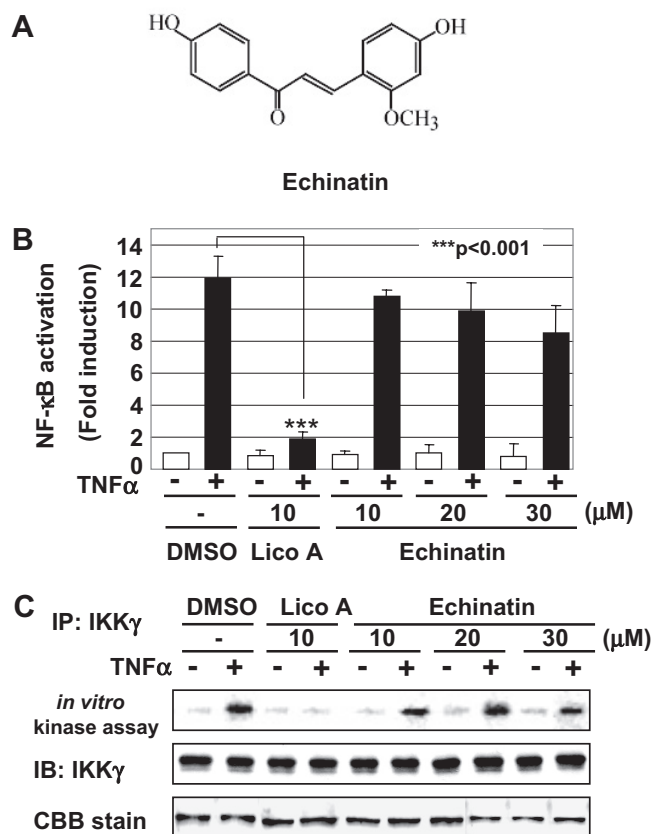 A
HO
OH
O
OCH3
Echinatin
B
NF-κB activation
(Fold induction)
14
12
10
8
6
4
2
0
***p<0.001
***
TNFα - + - + - + - + - +
- 10 10 20 30 (μM)
DMSO Lico A Echinatin
C
IP: IKKγ
DMSO Lico A Echinatin
- 10 10 20 30 (μM)
TNFα - + - + - + - + - +
in vitro
kinase assay
IB: IKKγ
CBB stain